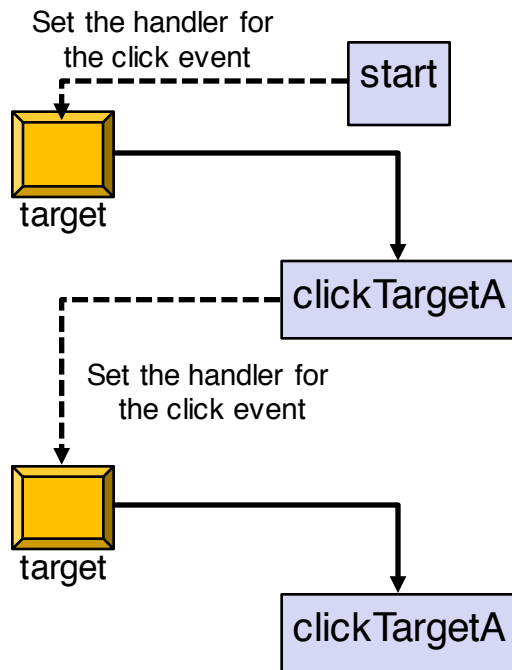 Set the handler for
the click event
start
target
clickTargetA
Set the handler for
the click event
target
clickTargetA